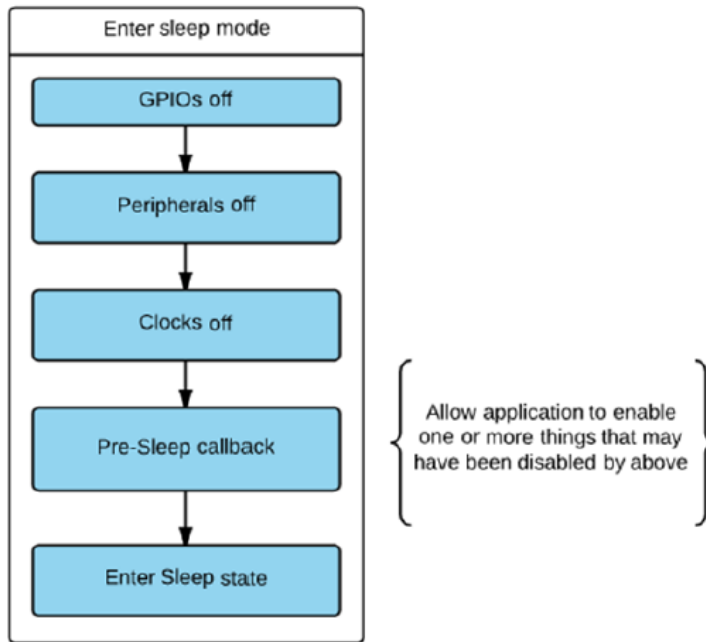 Enter sleep mode
GPIOs off
Peripherals off
Clocks off
Pre-Sleep callback
Allow application to enable
one or more things that may
have been disabled by above
Enter Sleep state